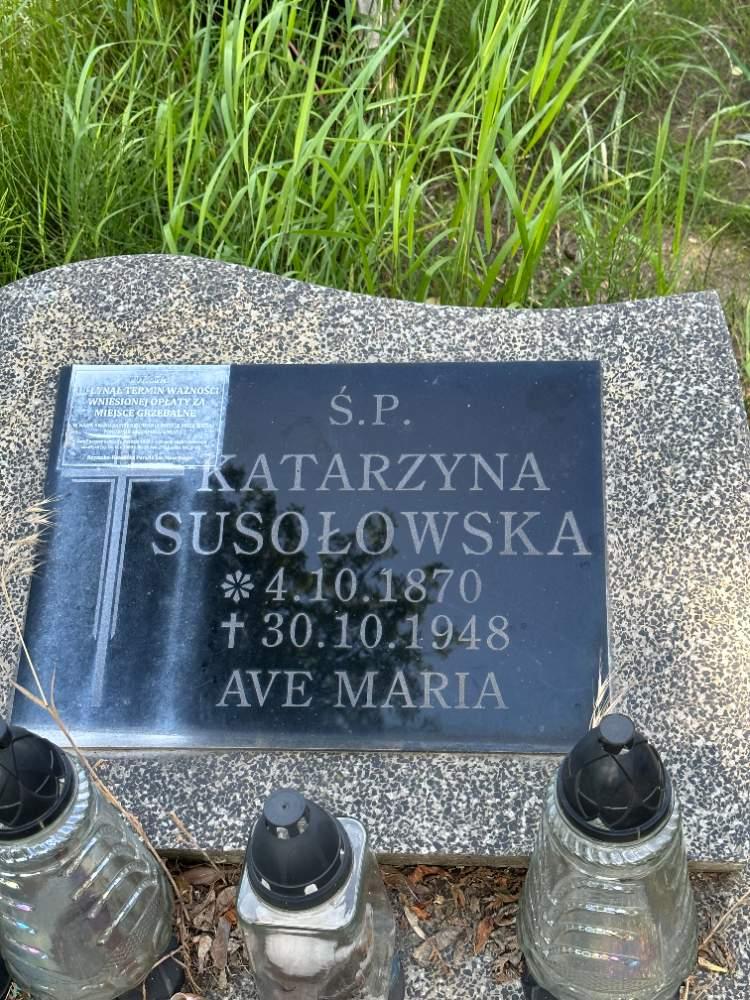 UPŁYNĄŁ TERMIN WAŻNOŚCI
WNIESIONEJ OPŁATY ZA
MIEJSCE GRZEBALNE
Ś.P.
KATARZYNA
SUSOŁOWSKA
4.10.1870
30.10.1948
AVE MARIA